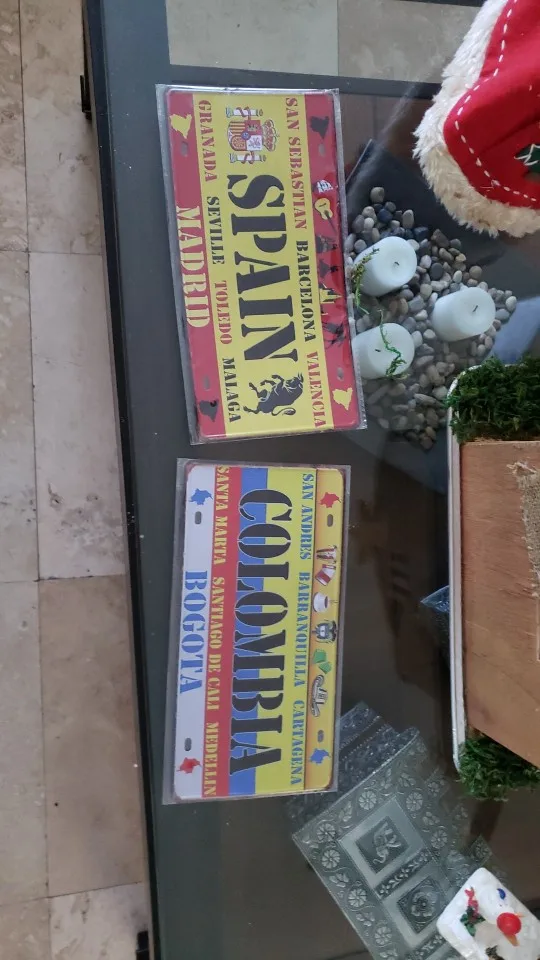 SAN SEBASTIAN BARCELONA VALENCIA
SPAIN
GRANADA SEVILLE TOLEDO MALAGA
MADRID
SAN ANDRES BARRANQUILLA CARTAGENA
COLOMBIA
SANTA MARTA SANTIAGO DE CALI MEDELLIN
BOGOTA